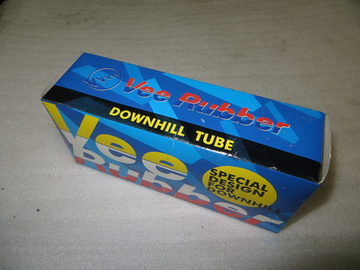 Vee Rubber
DOWNHILL TUBE
Vee
Rubber
SPECIAL
DESIGN
FOR
DOWNHILL